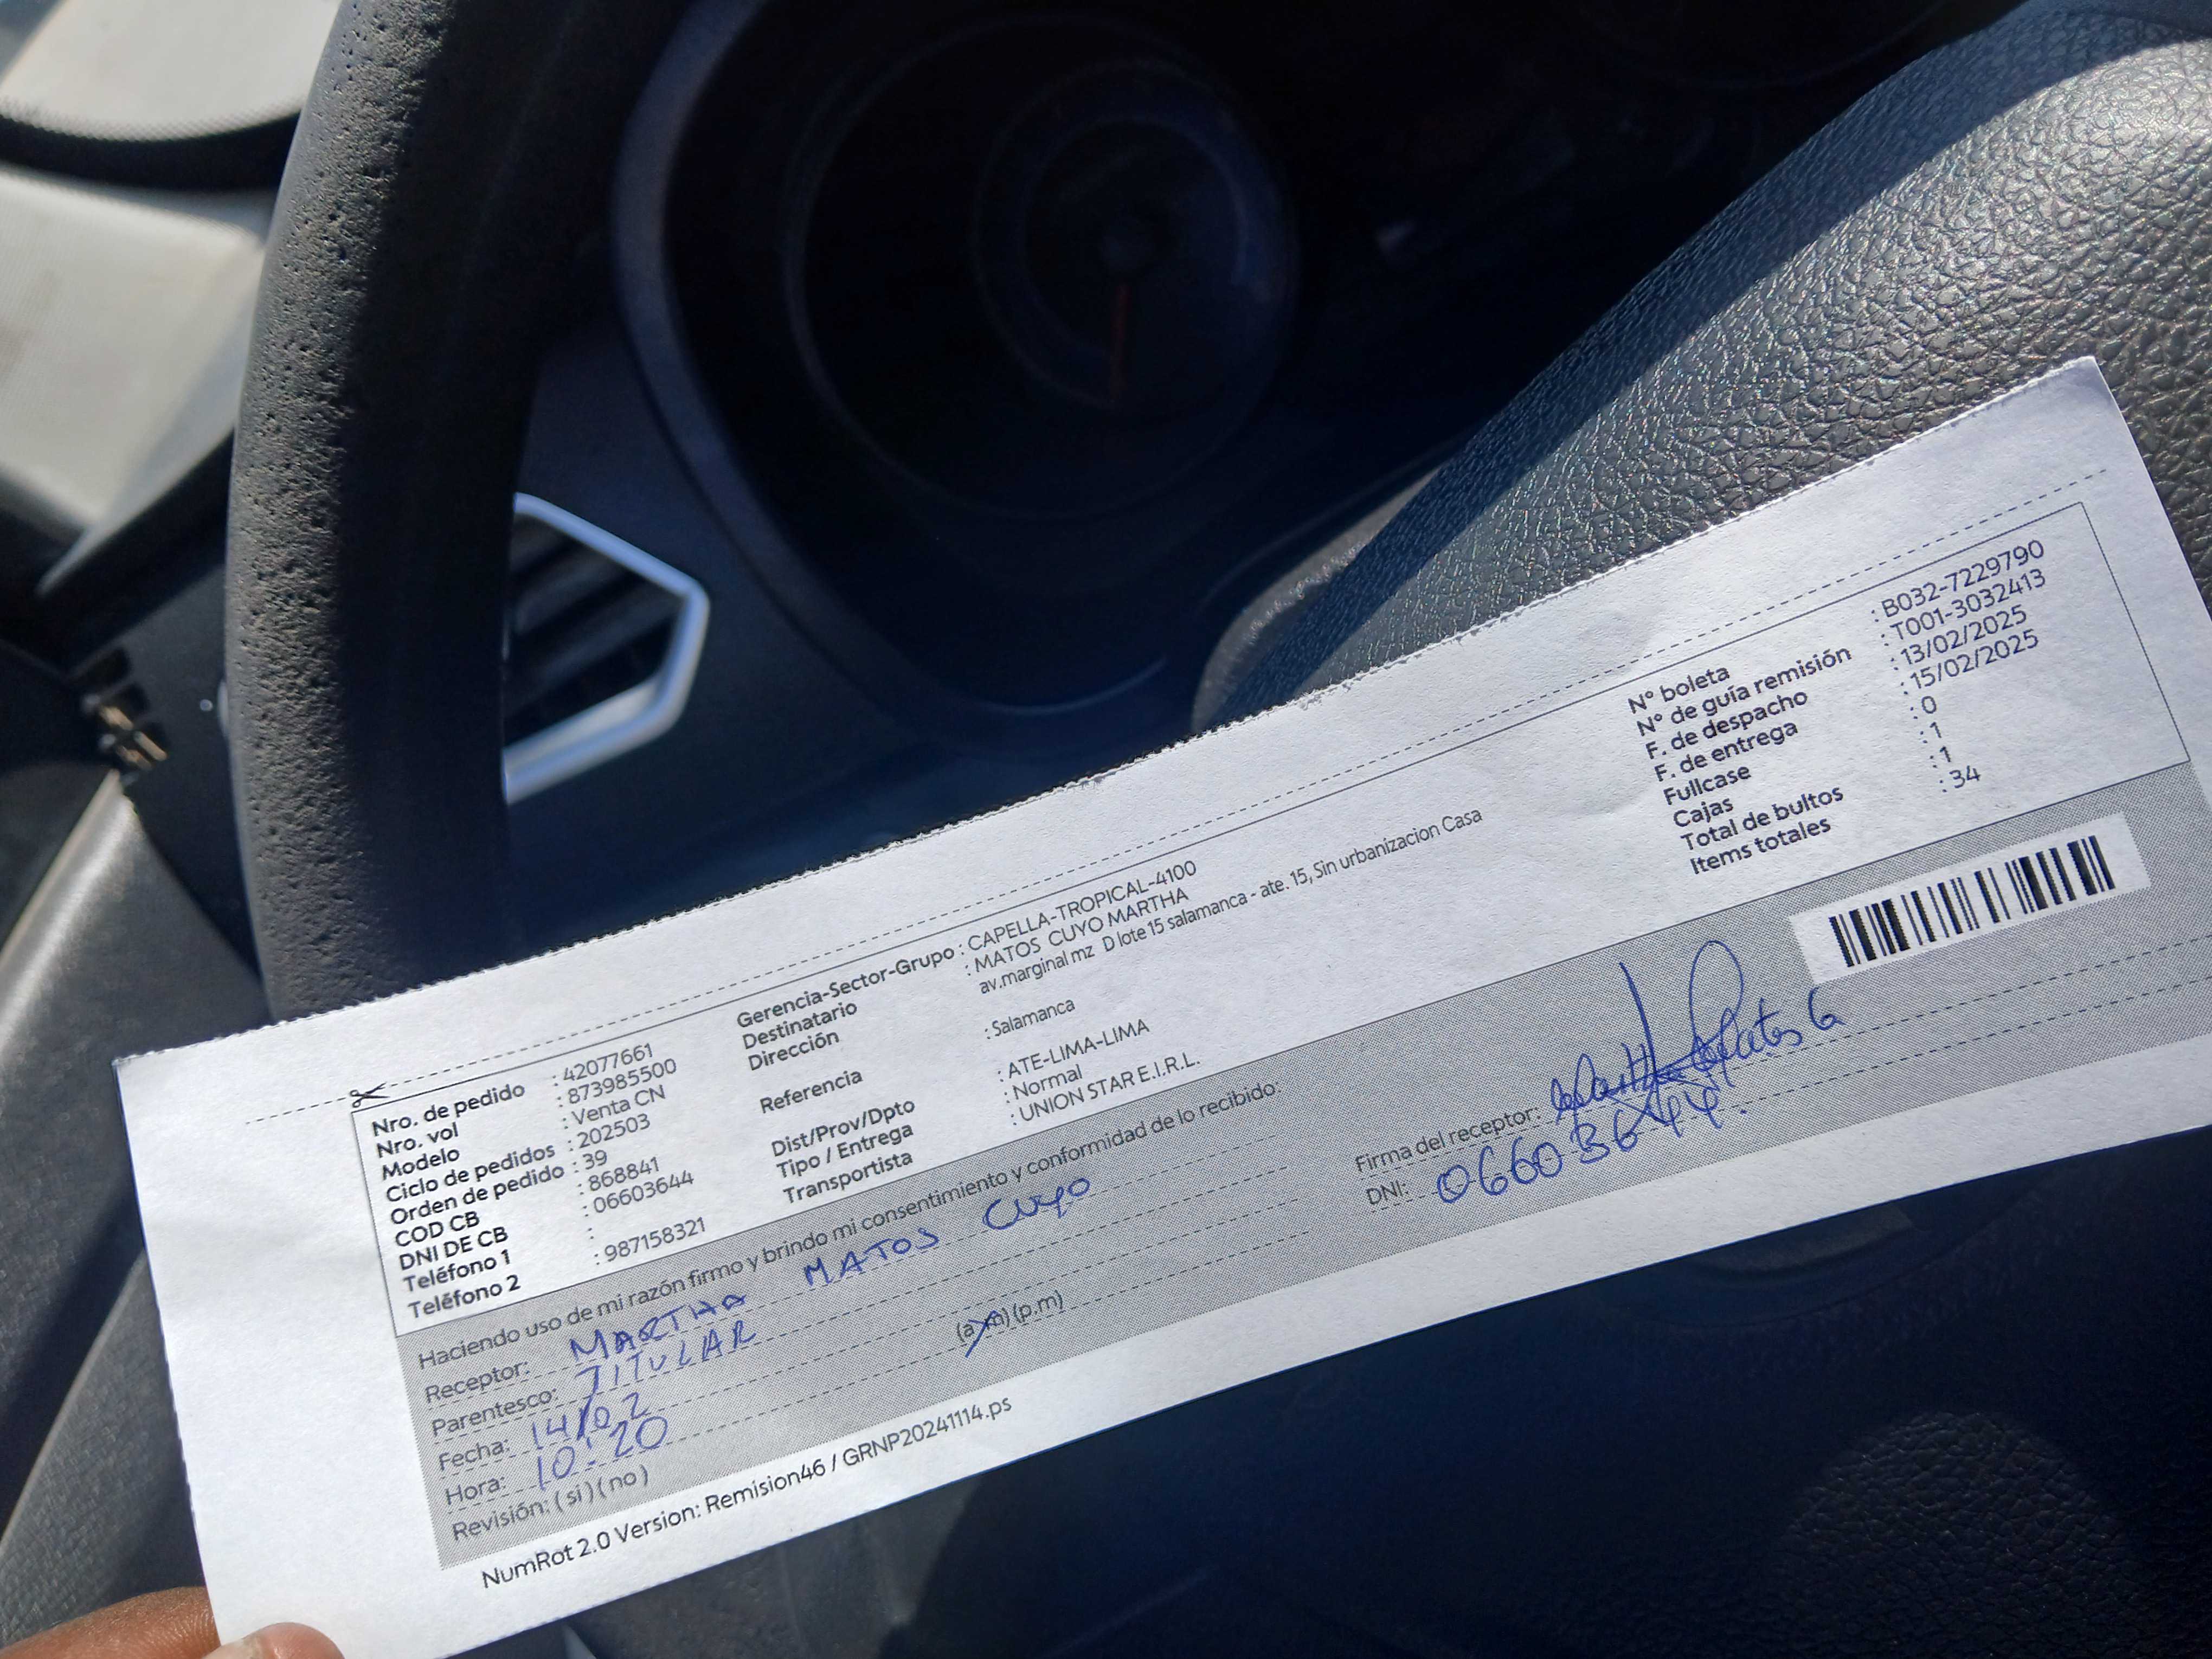 Nro. de pedido : 42077661
Nro. vol : 873985500
Modelo : Venta CN
Ciclo de pedidos : 202503
Orden de pedido : 39
COD CB : 868841
DNI DE CB : 06603644
Teléfono 1 :
Teléfono 2 : 987158321
Gerencia-Sector-Grupo : CAPELLA-TROPICAL-4100
Destinatario : MATOS CUYO MARTHA
Dirección av.marginal mz D lote 15 salamanca - ate. 15, Sin urbanizacion Casa
Referencia : Salamanca
Dist/Prov/Dpto : ATE-LIMA-LIMA
Tipo / Entrega : Normal
Transportista : UNION STAR E.I.R.L.
N° boleta : B032-7229790
N° de guía remisión : T001-3032413
F. de despacho : 13/02/2025
F. de entrega : 15/02/2025
Fullcase : 0
Cajas : 1
Total de bultos : 1
Items totales : 34
Haciendo uso de mi razón firmo y brindo mi consentimiento y conformidad de lo recibido:
Receptor: MARTHA MATOS CUYO
Parentesco: TITULAR
Fecha: 14/02
Hora: 10:20 (a.m) (p.m)
Revisión: ( si ) ( no )
Firma del receptor:
DNI: 06603644.
NumRot 2.0 Version: Remision46 / GRNP20241114.ps